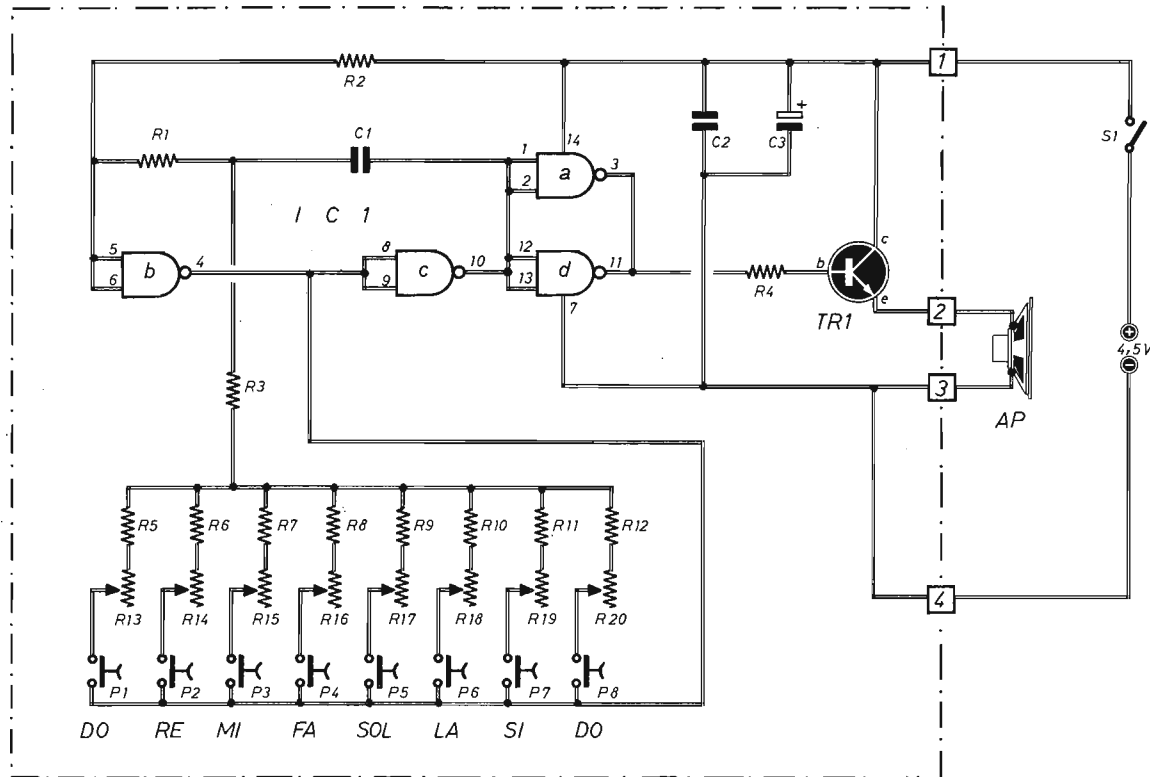 1
R2
S1
R1
C1
14
C2
+
C3
1
3
2
a
I C 1
c
5
4
b
6
8
10
c
9
12
11
d
13
7
b
R4
e
TR1
2
+
4,5V
−
3
AP
R3
R5
R6
R7
R8
R9
R10
R11
R12
R13
R14
R15
R16
R17
R18
R19
R20
4
P1
P2
P3
P4
P5
P6
P7
P8
DO RE MI FA SOL LA SI DO